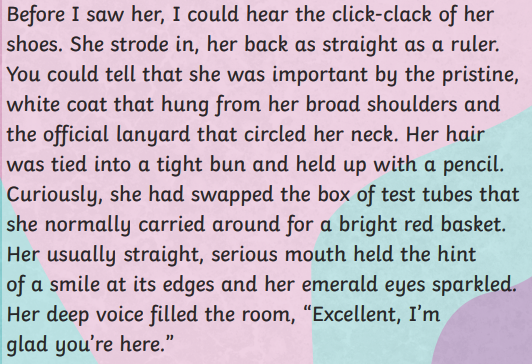 Before I saw her, I could hear the click-clack of her
shoes. She strode in, her back as straight as a ruler.
You could tell that she was important by the pristine,
white coat that hung from her broad shoulders and
the official lanyard that circled her neck. Her hair
was tied into a tight bun and held up with a pencil.
Curiously, she had swapped the box of test tubes that
she normally carried around for a bright red basket.
Her usually straight, serious mouth held the hint
of a smile at its edges and her emerald eyes sparkled.
Her deep voice filled the room, “Excellent, I’m
glad you’re here.”